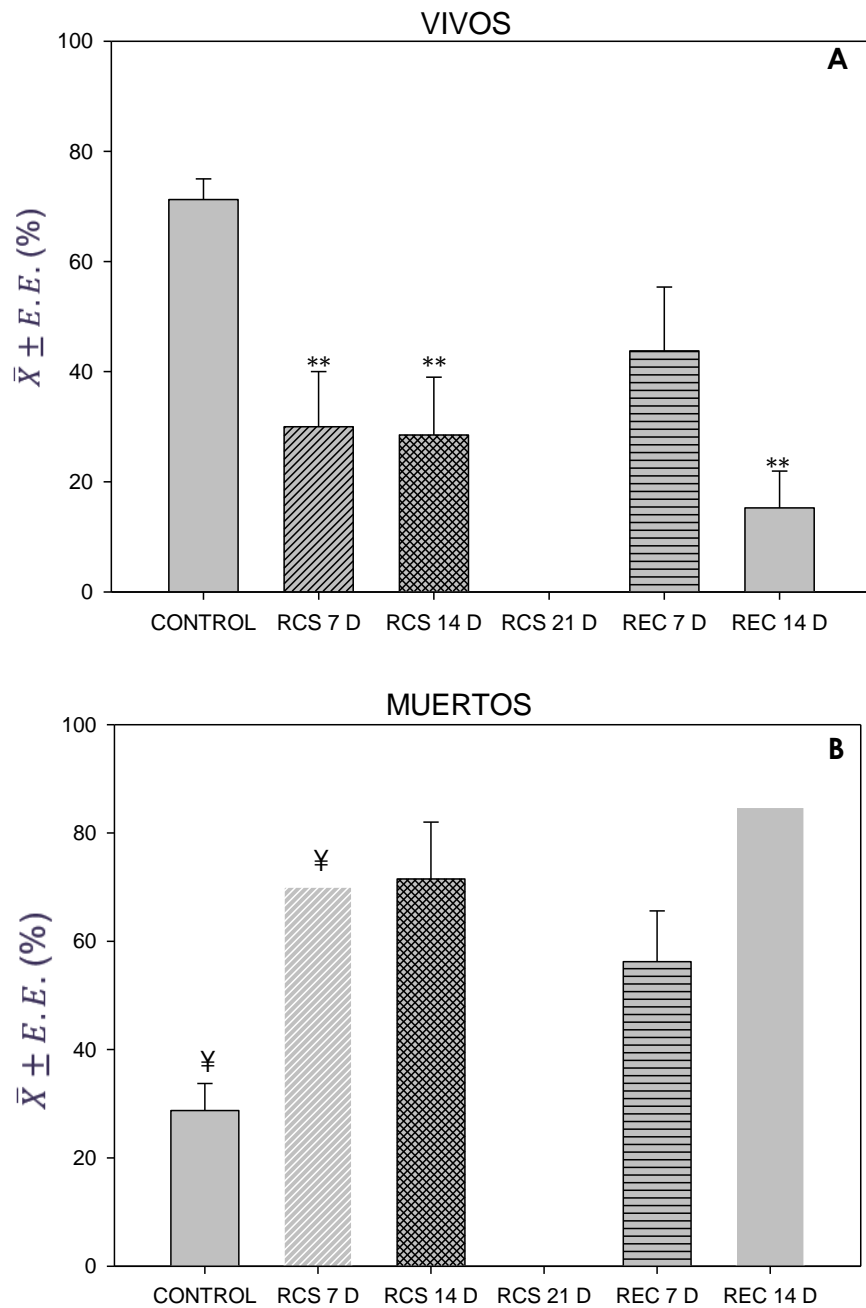 VIVOS
A
100
80
60
40
20
0
X̄ ± E.E. (%)
** ** **
CONTROL RCS 7 D RCS 14 D RCS 21 D REC 7 D REC 14 D
MUERTOS
B
100
80
60
40
20
0
X̄ ± E.E. (%)
¥ ¥
CONTROL RCS 7 D RCS 14 D RCS 21 D REC 7 D REC 14 D